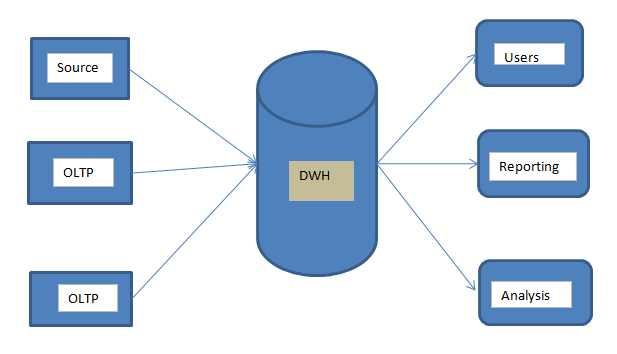 Source
OLTP
OLTP
DWH
Users
Reporting
Analysis